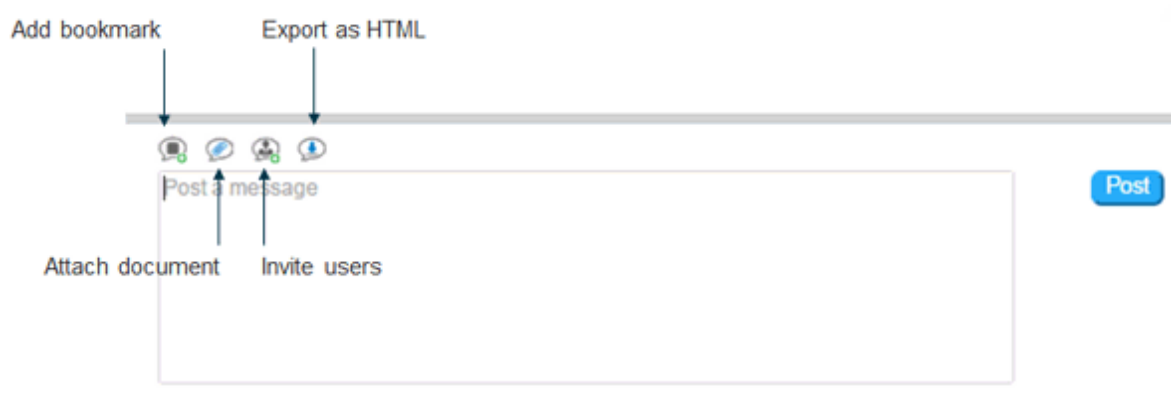 Add bookmark
Export as HTML
Post a message
Post
Attach document
Invite users